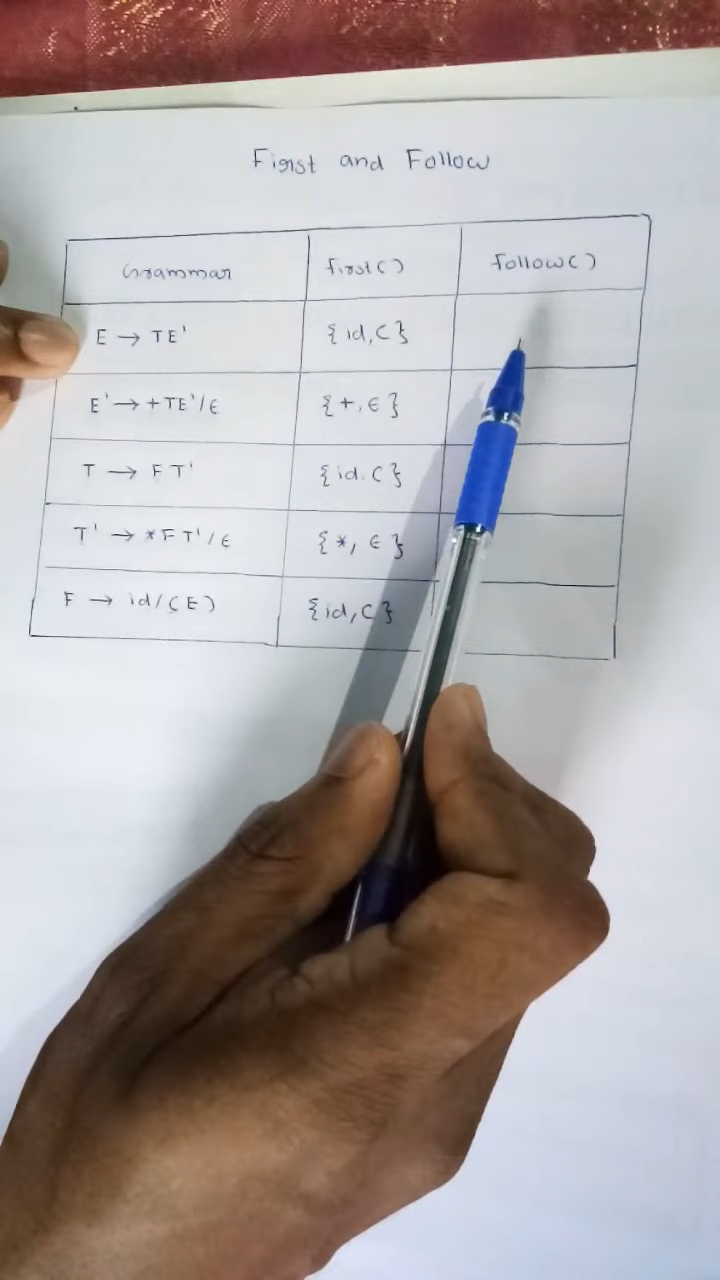 First and Follow
Grammar First() Follow()
E → TE' {id, (}
E' → +TE'/ε {+, ε}
T → FT' {id, (}
T' → *FT'/ε {*, ε}
F → id/(E) {id, (}